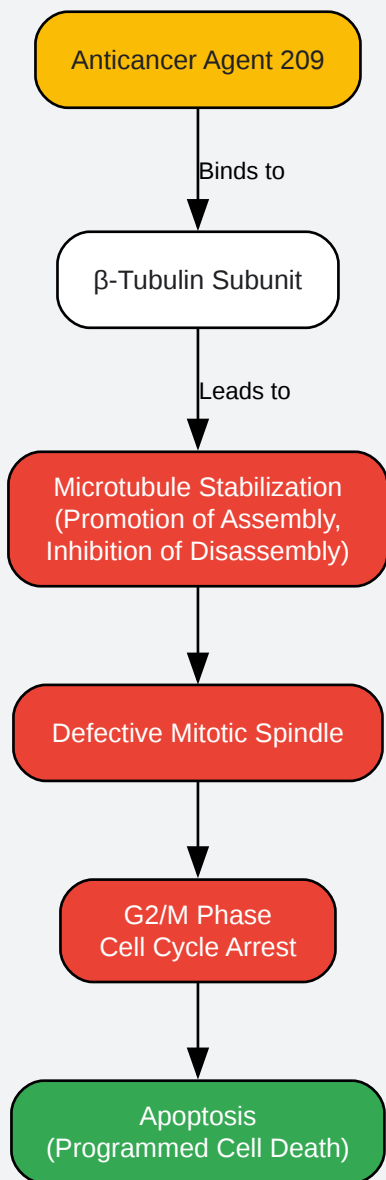 Anticancer Agent 209
Binds to
β-Tubulin Subunit
Leads to
Microtubule Stabilization
(Promotion of Assembly,
Inhibition of Disassembly)
Defective Mitotic Spindle
G2/M Phase
Cell Cycle Arrest
Apoptosis
(Programmed Cell Death)